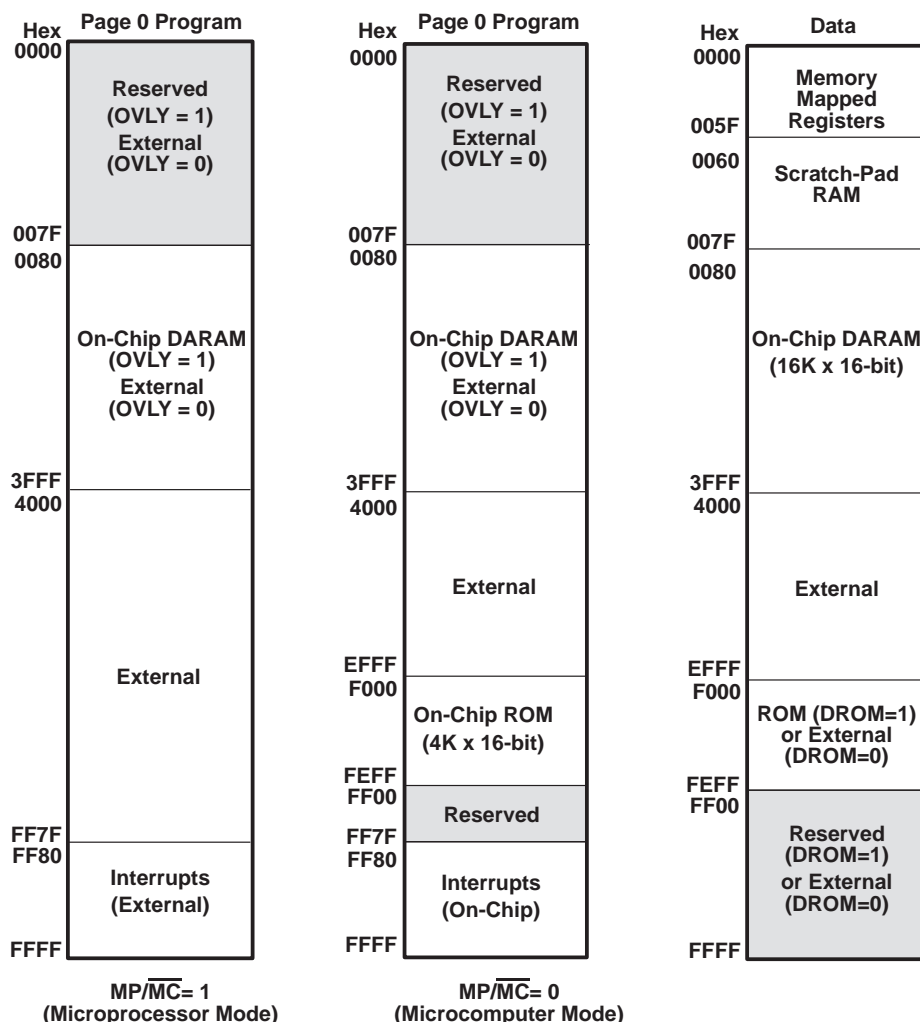 Hex
Page 0 Program
0000
Reserved
(OVLY = 1)
External
(OVLY = 0)
007F
0080
On-Chip DARAM
(OVLY = 1)
External
(OVLY = 0)
3FFF
4000
External
FF7F
FF80
Interrupts
(External)
FFFF
MP/M̅C̅= 1
(Microprocessor Mode)
Hex
Page 0 Program
0000
Reserved
(OVLY = 1)
External
(OVLY = 0)
007F
0080
On-Chip DARAM
(OVLY = 1)
External
(OVLY = 0)
3FFF
4000
External
EFFF
F000
On-Chip ROM
(4K x 16-bit)
FEFF
FF00
Reserved
FF7F
FF80
Interrupts
(On-Chip)
FFFF
MP/M̅C̅= 0
(Microcomputer Mode)
Hex
Data
0000
Memory
Mapped
Registers
005F
0060
Scratch-Pad
RAM
007F
0080
On-Chip DARAM
(16K x 16-bit)
3FFF
4000
External
EFFF
F000
ROM (DROM=1)
or External
(DROM=0)
FEFF
FF00
Reserved
(DROM=1)
or External
(DROM=0)
FFFF